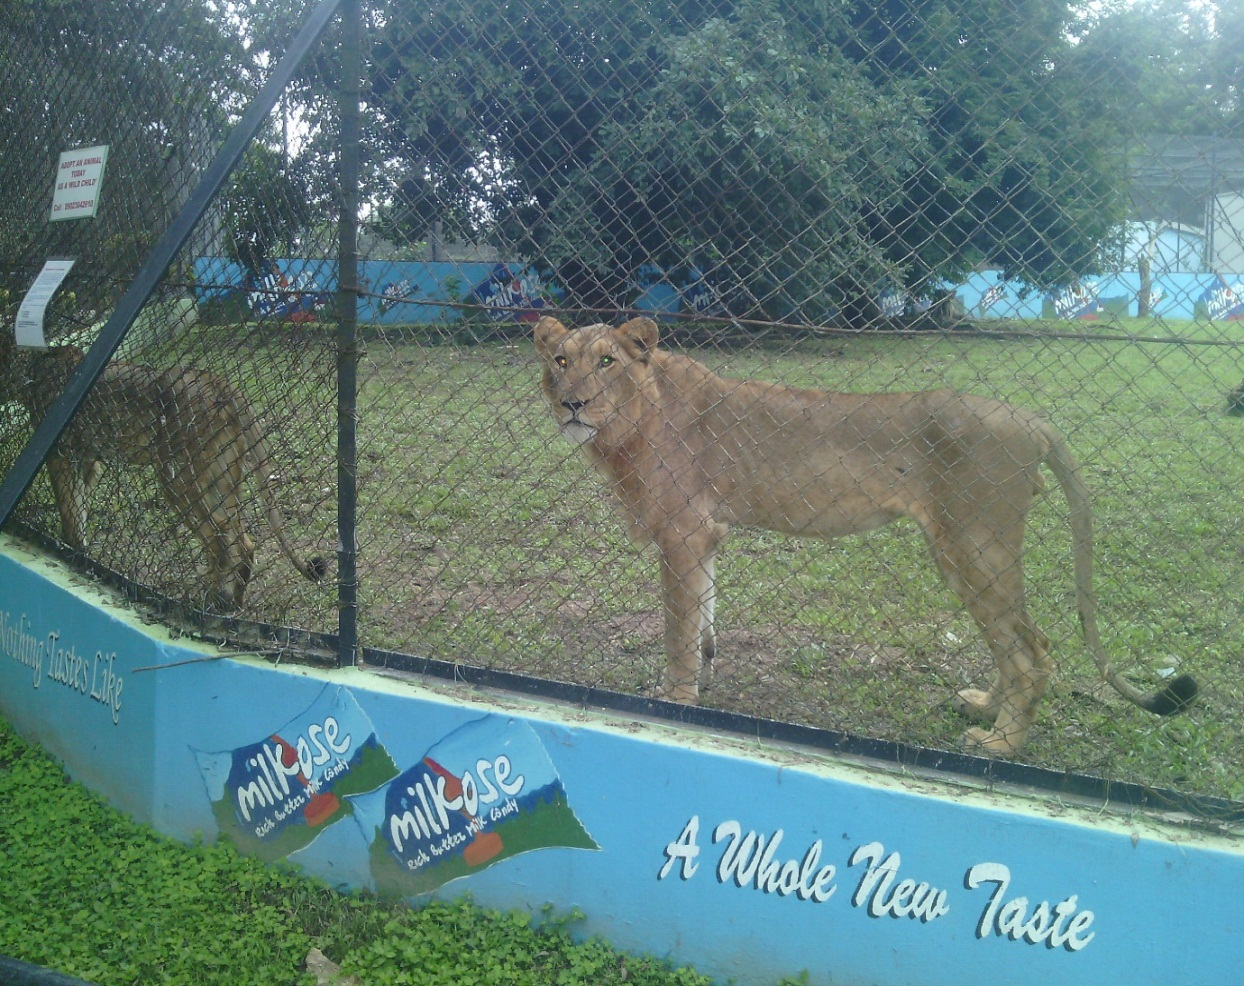 ADOPT AN ANIMAL
TODAY
AS A WILD CHILD!
Nothing Tastes Like
milkose
Rich Butter Milk Candy
milkose
Rich Butter Milk Candy
A Whole New Taste